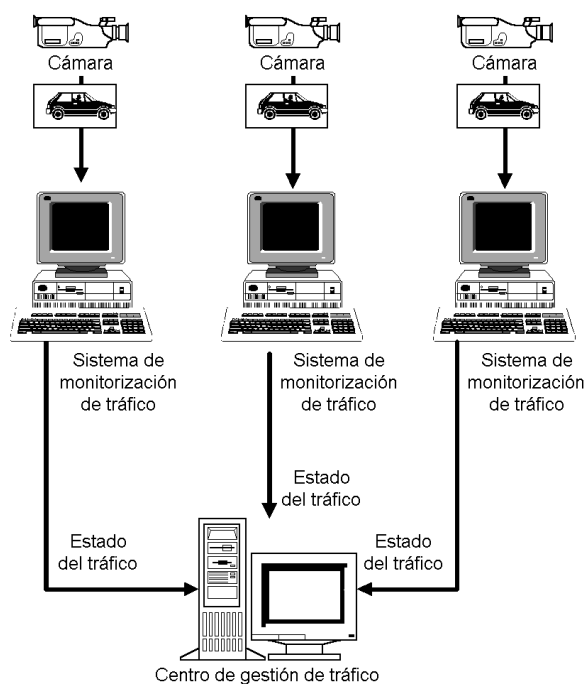 Cámara
Cámara
Cámara
Sistema de
monitorización
de tráfico
Sistema de
monitorización
de tráfico
Sistema de
monitorización
de tráfico
Estado
del tráfico
Estado
del tráfico
Estado
del tráfico
Centro de gestión de tráfico